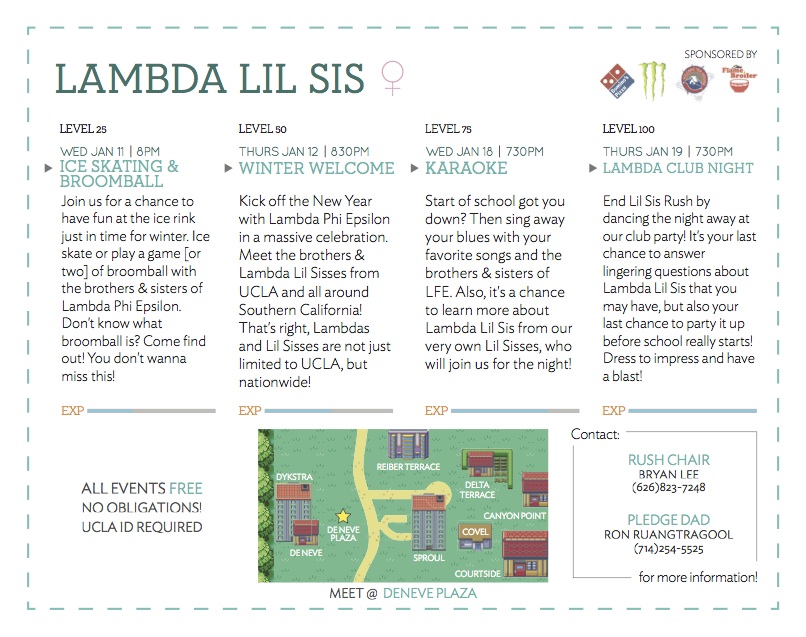 LAMBDA LIL SIS
SPONSORED BY
Domino's
Pizza
MONSTER
Flame
Broiler
LEVEL 25
WED JAN 11 | 8PM
ICE SKATING &
BROOMBALL
Join us for a chance to
have fun at the ice rink
just in time for winter. Ice
skate or play a game [or
two] of broomball with
the brothers & sisters of
Lambda Phi Epsilon.
Don't know what
broomball is? Come find
out! You don't wanna
miss this!
EXP
LEVEL 50
THURS JAN 12 | 830PM
WINTER WELCOME
Kick off the New Year
with Lambda Phi Epsilon
in a massive celebration.
Meet the brothers &
Lambda Lil Sisses from
UCLA and all around
Southern California!
That's right, Lambdas
and Lil Sisses are not just
limited to UCLA, but
nationwide!
EXP
LEVEL 75
WED JAN 18 | 730PM
KARAOKE
Start of school got you
down? Then sing away
your blues with your
favorite songs and the
brothers & sisters of
LFE. Also, it's a chance
to learn more about
Lambda Lil Sis from our
very own Lil Sisses, who
will join us for the night!
EXP
LEVEL 100
THURS JAN 19 | 730PM
LAMBDA CLUB NIGHT
End Lil Sis Rush by
dancing the night away at
our club party! It's your last
chance to answer
lingering questions about
Lambda Lil Sis that you
may have, but also your
last chance to party it up
before school really starts!
Dress to impress and have
a blast!
EXP
ALL EVENTS FREE
NO OBLIGATIONS!
UCLA ID REQUIRED
REIBER TERRACE
DYKSTRA
DELTA
TERRACE
CANYON POINT
DE NEVE
PLAZA
DE NEVE
COVEL
SPROUL
COURTSIDE
MEET @ DENEVE PLAZA
Contact:
RUSH CHAIR
BRYAN LEE
(626)823-7248
PLEDGE DAD
RON RUANGTRAGOOL
(714)254-5525
for more information!